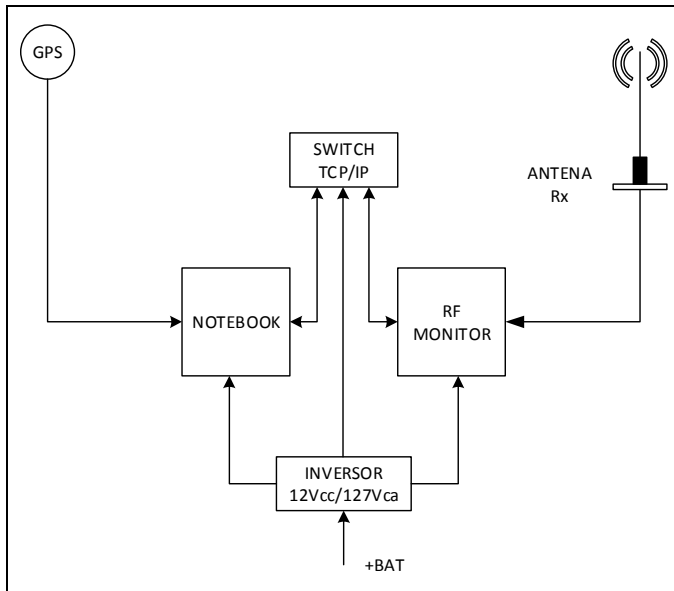 GPS
SWITCH
TCP/IP
ANTENA
Rx
NOTEBOOK
RF
MONITOR
INVERSOR
12Vcc/127Vca
+BAT